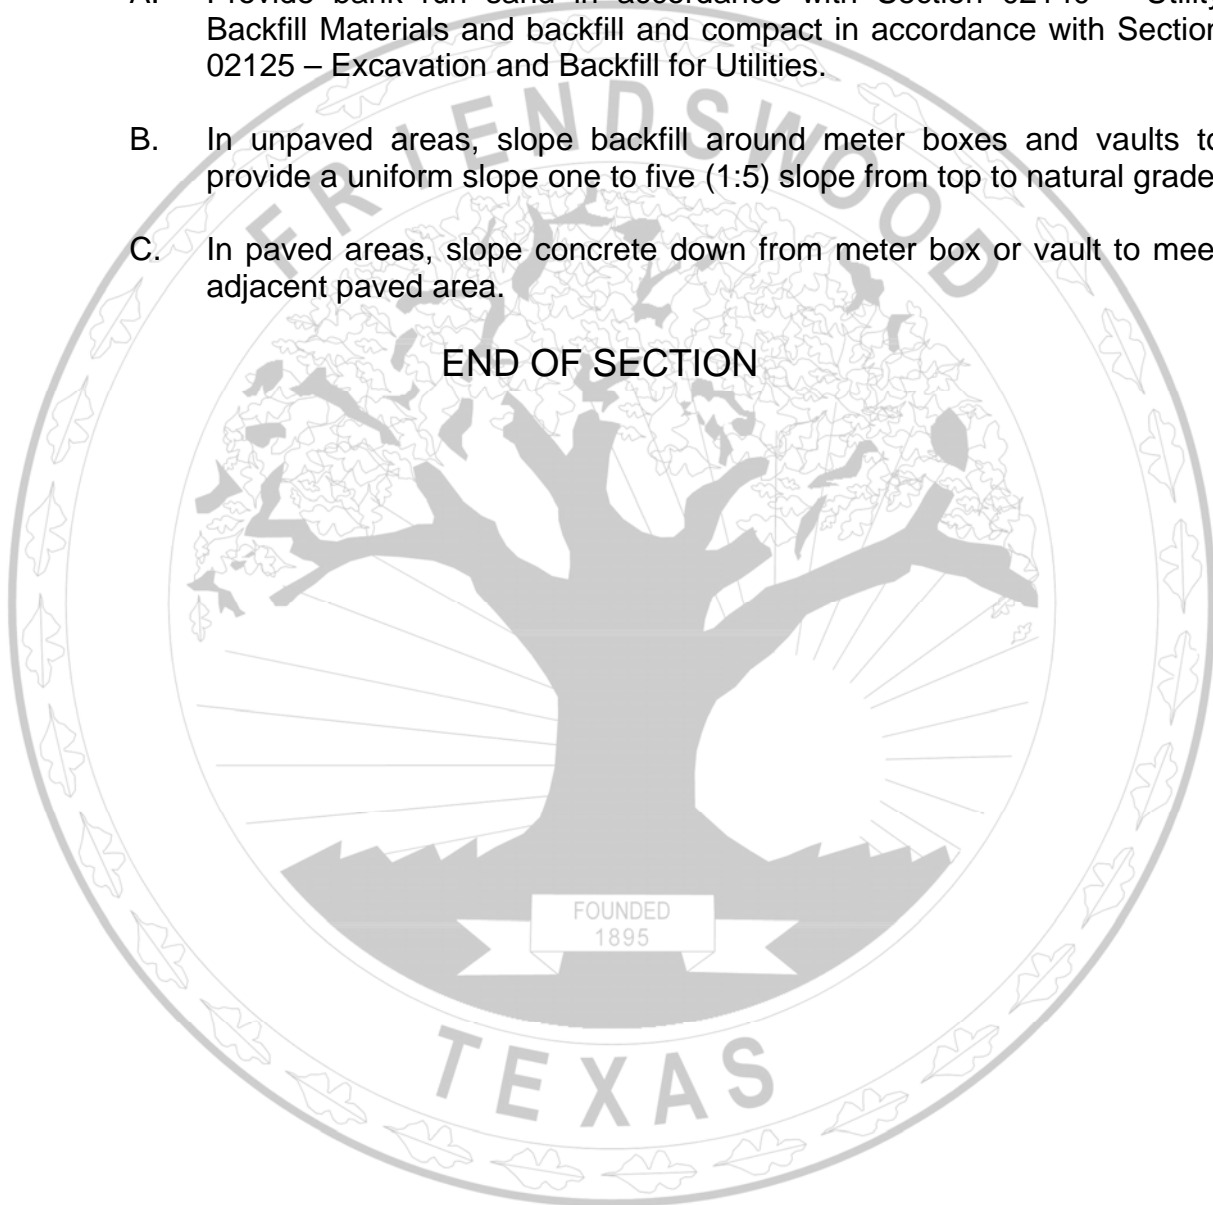 A. Provide bank run sand in accordance with Section – Utility
Backfill Materials and backfill and compact in accordance with Section
02125 – Excavation and Backfill for Utilities.
B. In unpaved areas, slope backfill around meter boxes and vaults to
provide a uniform slope one to five (1:5) slope from top to natural grade
C. In paved areas, slope concrete down from meter box or vault to mee
adjacent paved area.
END OF SECTION
FRIENDSWOOD
FOUNDED
1895
TEXAS